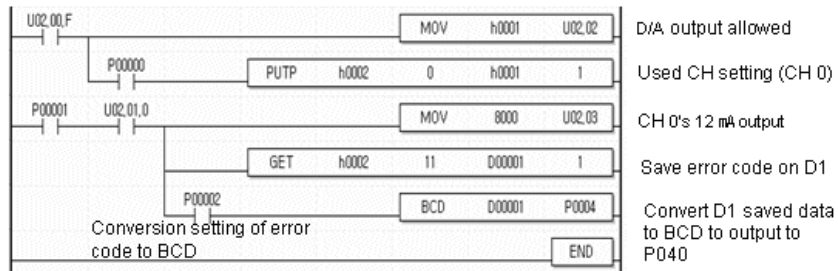 U02,00,F
MOV h0001 U02,02
D/A output allowed
P00000
PUTP h0002 0 h0001 1
Used CH setting (CH 0)
P00001 U02,01,0
MOV 8000 U02,03
CH 0's 12 mA output
GET h0002 11 D00001 1
Save error code on D1
P00002
BCD D00001 P0004
Conversion setting of error
code to BCD
Convert D1 saved data
to BCD to output to
P040
END